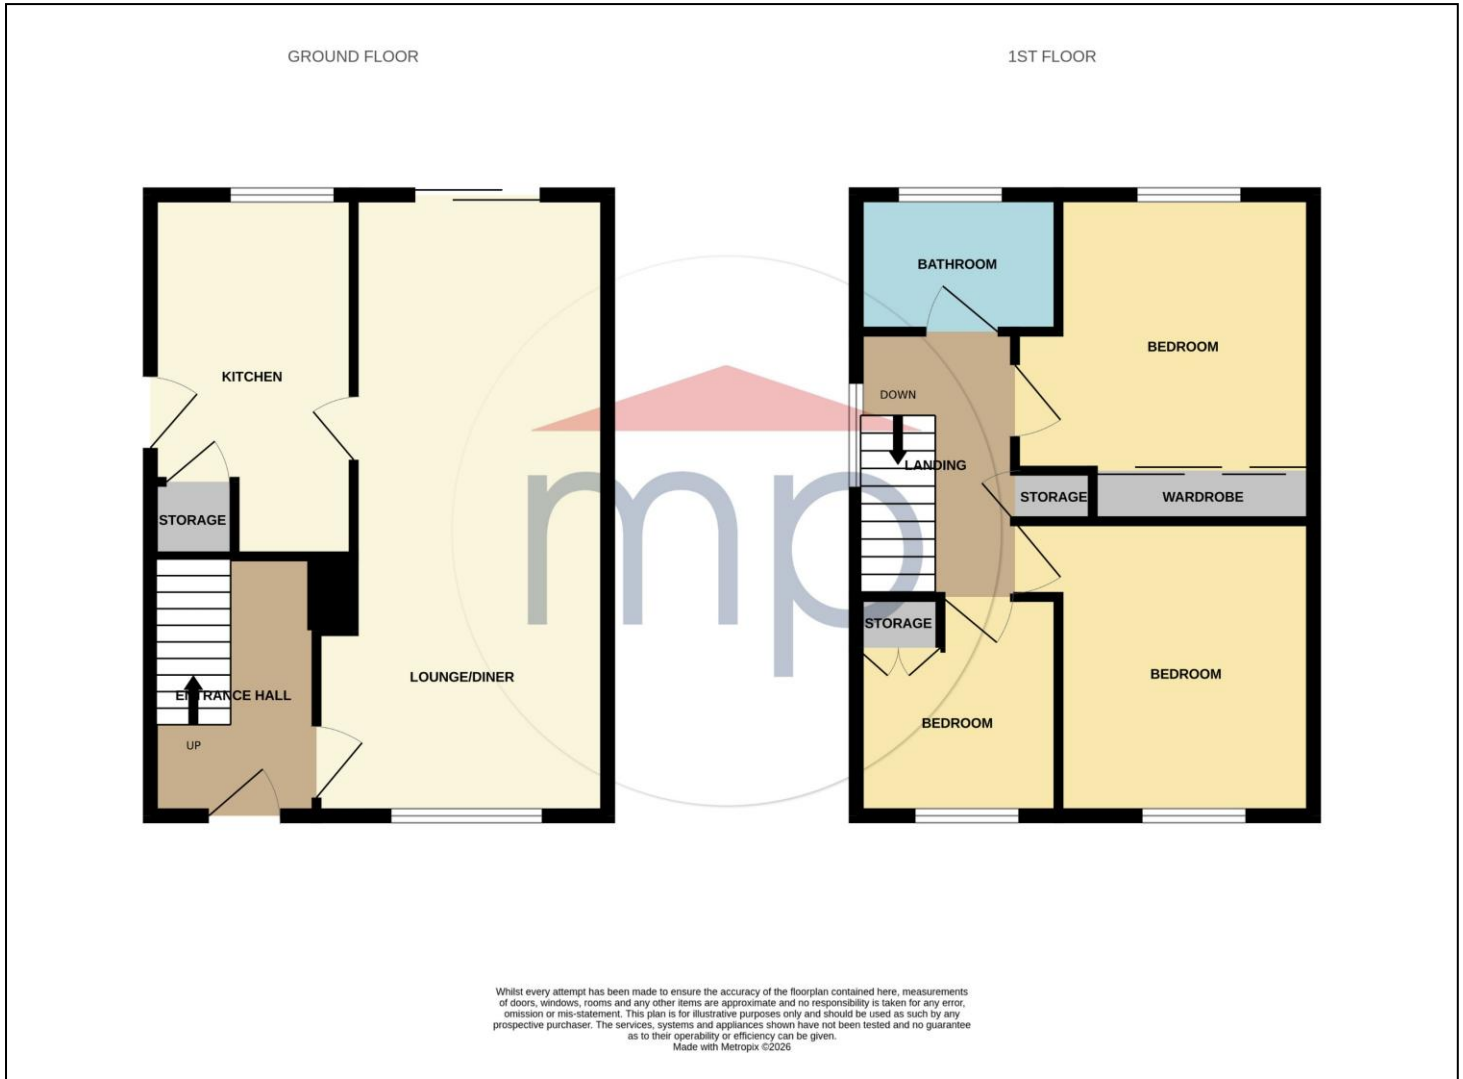 GROUND FLOOR
1ST FLOOR
KITCHEN
STORAGE
LOUNGE/DINER
ENTRANCE HALL
UP
BATHROOM
BEDROOM
DOWN
LANDING
STORAGE
WARDROBE
STORAGE
BEDROOM
BEDROOM
mp
Whilst every attempt has been made to ensure the accuracy of the floorplan contained here, measurements
of doors, windows, rooms and any other items are approximate and no responsibility is taken for any error,
omission or mis-statement. This plan is for illustrative purposes only and should be used as such by any
prospective purchaser. The services, systems and appliances shown have not been tested and no guarantee
as to their operability or efficiency can be given.
Made with Metropix ©2026